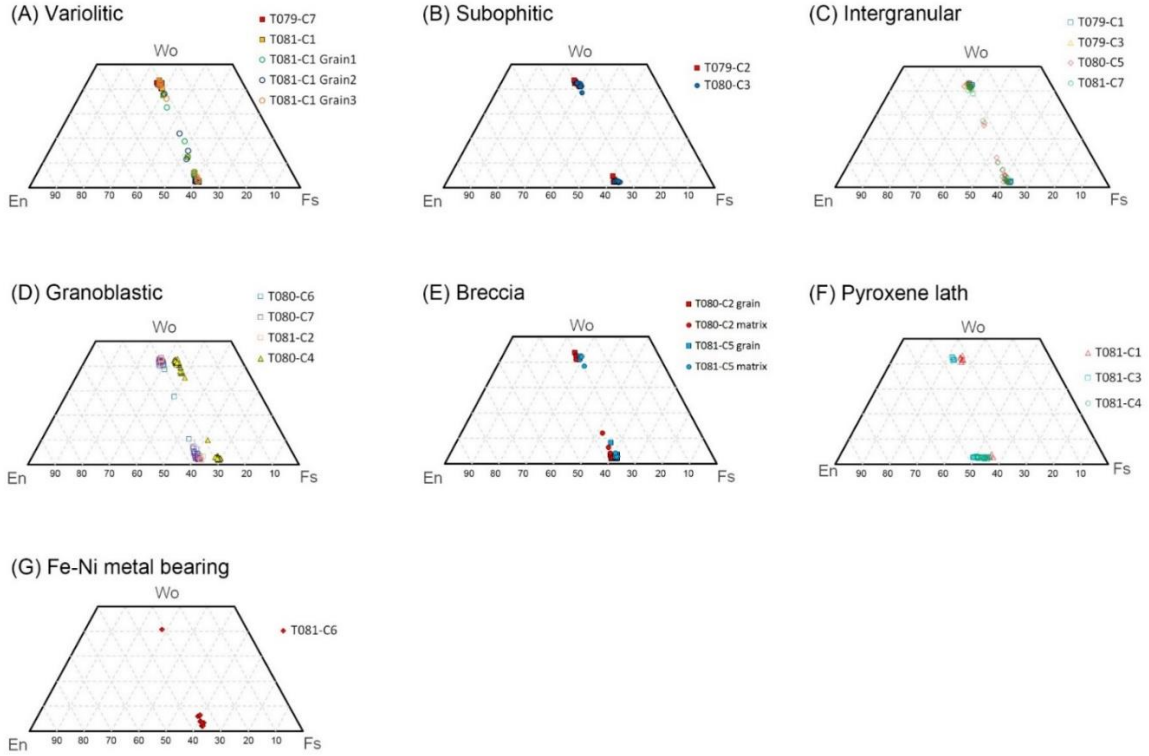 (A) Variolitic
Wo
T079-C7
T081-C1
T081-C1 Grain1
T081-C1 Grain2
T081-C1 Grain3
90 80 70 60 50 40 30 20 10
En Fs
(B) Subophitic
Wo
T079-C2
T080-C3
90 80 70 60 50 40 30 20 10
En Fs
(C) Intergranular
Wo
T079-C1
T079-C3
T080-C5
T081-C7
90 80 70 60 50 40 30 20 10
En Fs
(D) Granoblastic
Wo
T080-C6
T080-C7
T081-C2
T080-C4
90 80 70 60 50 40 30 20 10
En Fs
(E) Breccia
Wo
T080-C2 grain
T080-C2 matrix
T081-C5 grain
T081-C5 matrix
90 80 70 60 50 40 30 20 10
En Fs
(F) Pyroxene lath
Wo
T081-C1
T081-C3
T081-C4
90 80 70 60 50 40 30 20 10
En Fs
(G) Fe-Ni metal bearing
Wo
T081-C6
90 80 70 60 50 40 30 20 10
En Fs